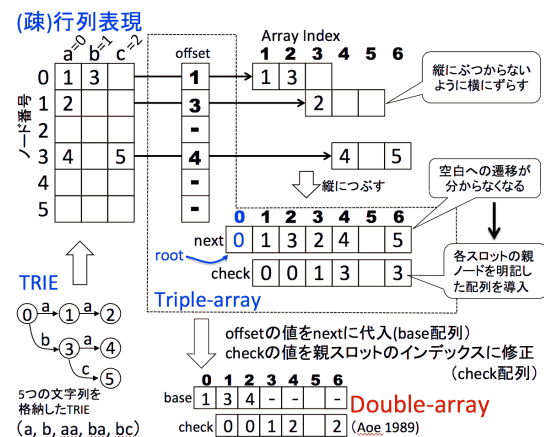 (疎)行列表現
a=0 b=1 c=2
offset
Array Index
1 2 3 4 5 6
ノード番号
0 1 3 1 1 3
1 2 3 2
2 -
3 4 5 4 4 5
4 -
5 -
縦にぶつからない
ように横にずらす
縦につぶす
空白への遷移が
分からなくなる
0 1 2 3 4 5 6
next 0 1 3 2 4 5
root
check 0 0 1 3 3
各スロットの親
ノードを明記し
た配列を導入
Triple-array
TRIE
0 a 1 a 2
b 3 a 4
c 5
5つの文字列を
格納したTRIE
(a, b, aa, ba, bc)
offsetの値をnextに代入(base配列)
checkの値を親スロットのインデックスに修正
(check配列)
0 1 2 3 4 5 6
base 1 3 4 - - -
check 0 0 1 2 2
Double-array
(Aoe 1989)